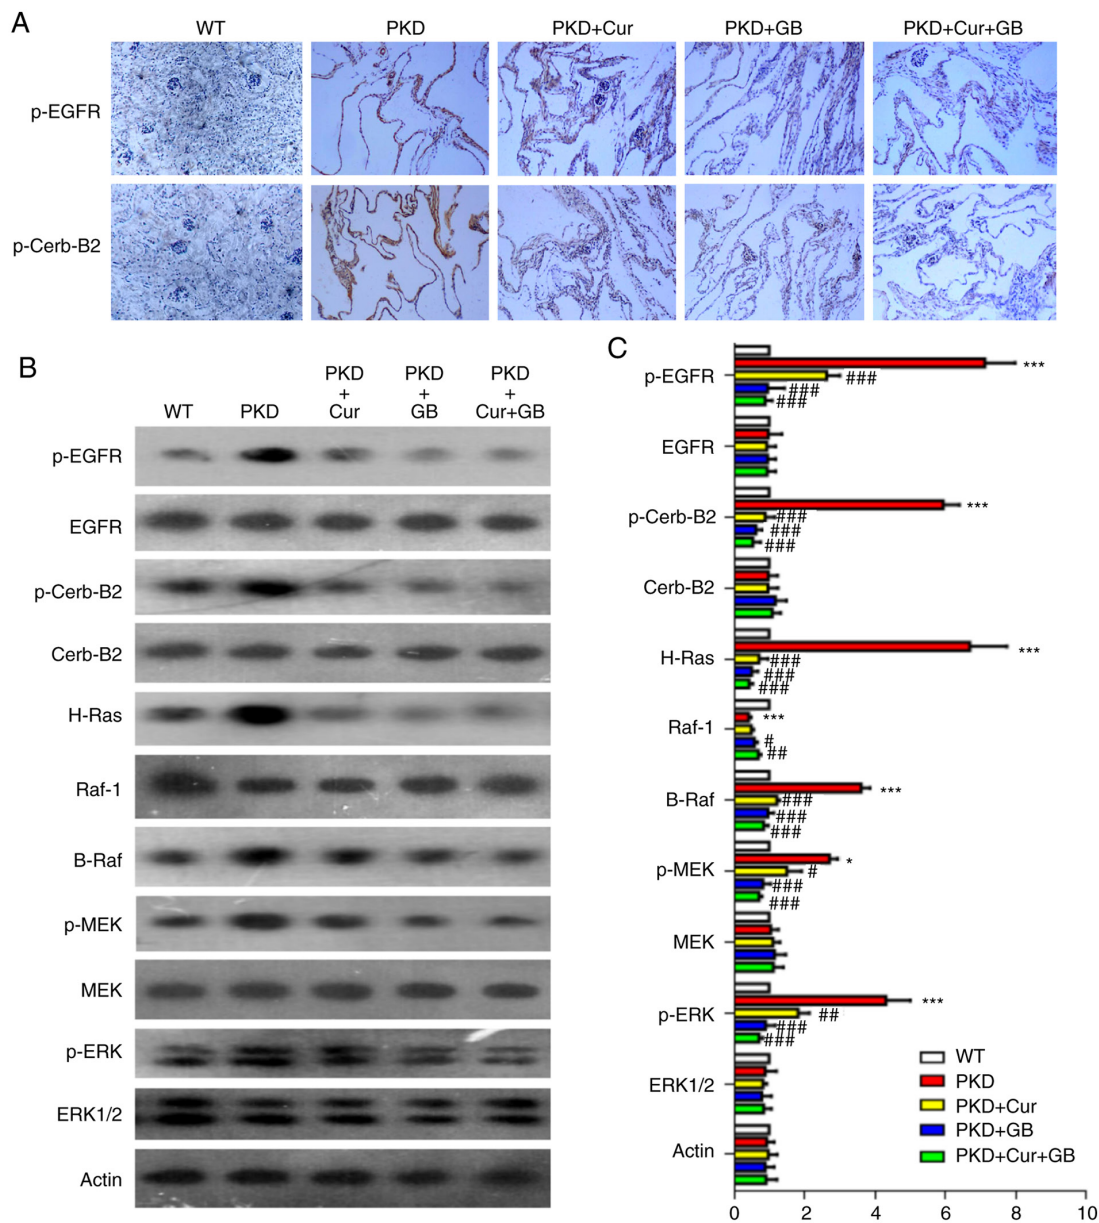 A
WT PKD PKD+Cur PKD+GB PKD+Cur+GB
p-EGFR
p-Cerb-B2
B
WT PKD PKD + Cur PKD + GB PKD + Cur+GB
p-EGFR
EGFR
p-Cerb-B2
Cerb-B2
H-Ras
Raf-1
B-Raf
p-MEK
MEK
p-ERK
ERK1/2
Actin
C
p-EGFR
***
###
###
###
EGFR
p-Cerb-B2
***
###
###
###
Cerb-B2
H-Ras
***
###
###
###
Raf-1
***
#
##
B-Raf
***
###
###
###
p-MEK
*
#
###
###
MEK
p-ERK
***
##
###
###
ERK1/2
Actin
WT
PKD
PKD+Cur
PKD+GB
PKD+Cur+GB
0 2 4 6 8 10